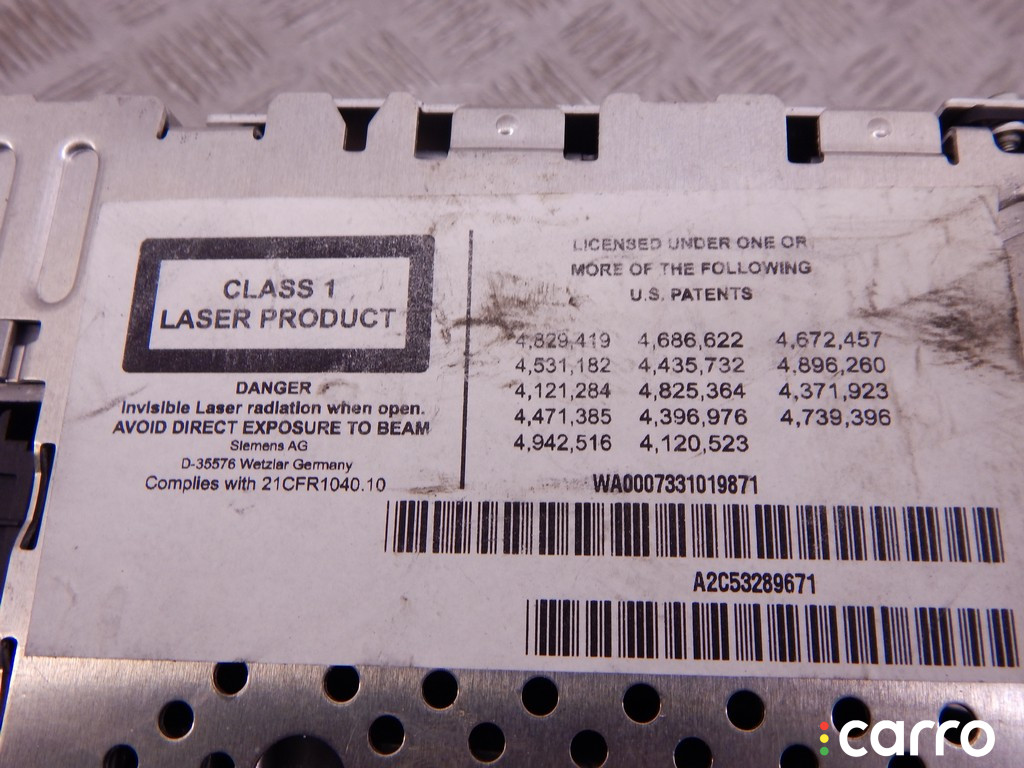 CLASS 1
LASER PRODUCT
DANGER
Invisible Laser radiation when open.
AVOID DIRECT EXPOSURE TO BEAM
Siemens AG
D-35576 Wetzlar Germany
Complies with 21CFR1040.10
LICENSED UNDER ONE OR
MORE OF THE FOLLOWING
U.S. PATENTS
4,829,419 4,686,622 4,672,457
4,531,182 4,435,732 4,896,260
4,121,284 4,825,364 4,371,923
4,471,385 4,396,976 4,739,396
4,942,516 4,120,523
WA0007331019871
A2C53289671
carro